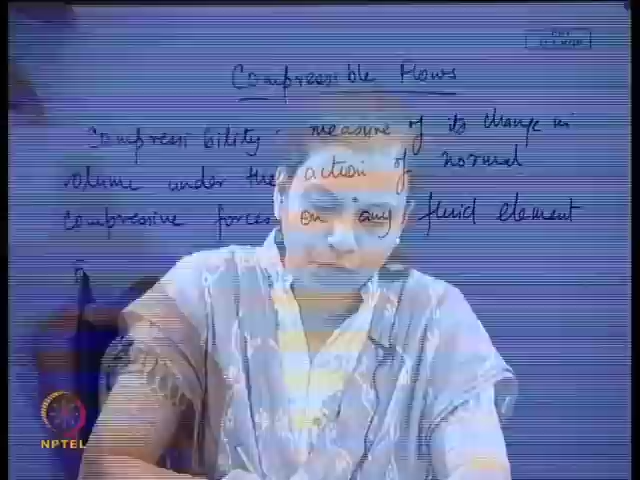 Compressible Flows
Compressibility : measure of its change in
volume under the action of normal
compressive forces on any fluid element
NPTEL